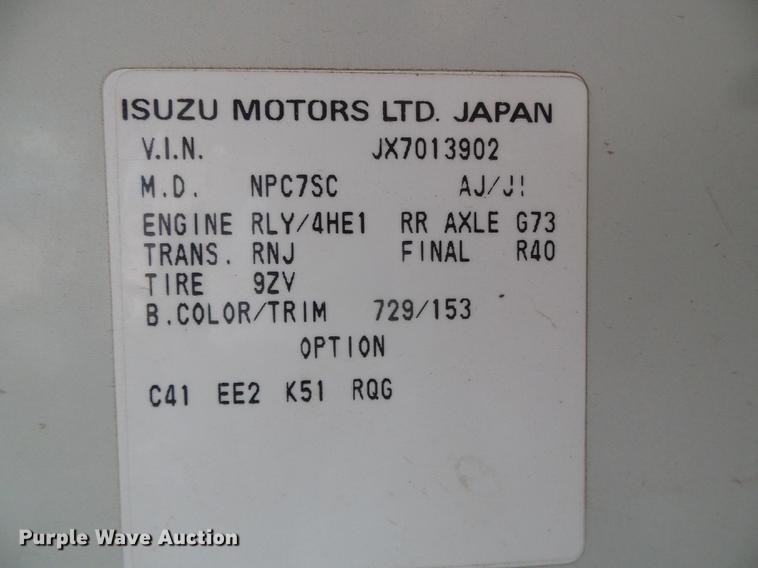 ISUZU MOTORS LTD. JAPAN
V.I.N. JX7013902
M.D. NPC7SC
ENGINE RLY/4HE1 RR AXLE G73
TRANS. RNJ FINAL R40
TIRE 9ZV
B.COLOR/TRIM 729/153
OPTION
C41 EE2 K51 RQG
Purple Wave Auction